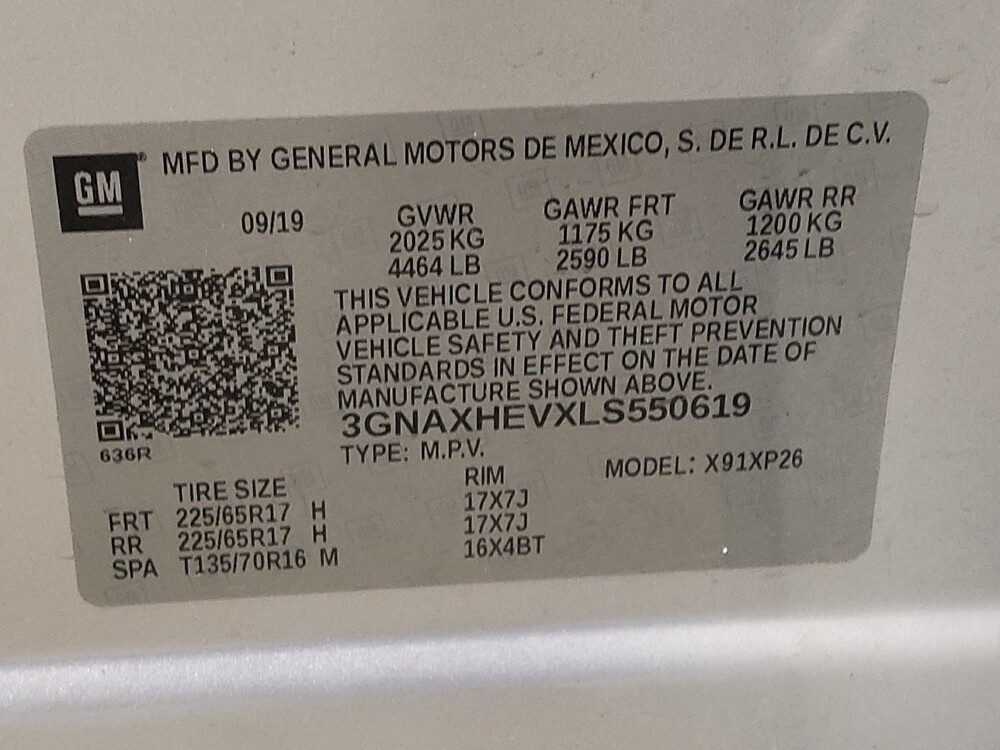 GM® MFD BY GENERAL MOTORS DE MEXICO, S. DE R.L. DE C.V.
09/19 GVWR GAWR FRT GAWR RR
2025 KG 1175 KG 1200 KG
4464 LB 2590 LB 2645 LB
THIS VEHICLE CONFORMS TO ALL
APPLICABLE U.S. FEDERAL MOTOR
VEHICLE SAFETY AND THEFT PREVENTION
STANDARDS IN EFFECT ON THE DATE OF
MANUFACTURE SHOWN ABOVE.
3GNAXHEVXLS550619
636R TYPE: M.P.V. MODEL: X91XP26
TIRE SIZE RIM
FRT 225/65R17 H 17X7J
RR 225/65R17 H 17X7J
SPA T135/70R16 M 16X4BT